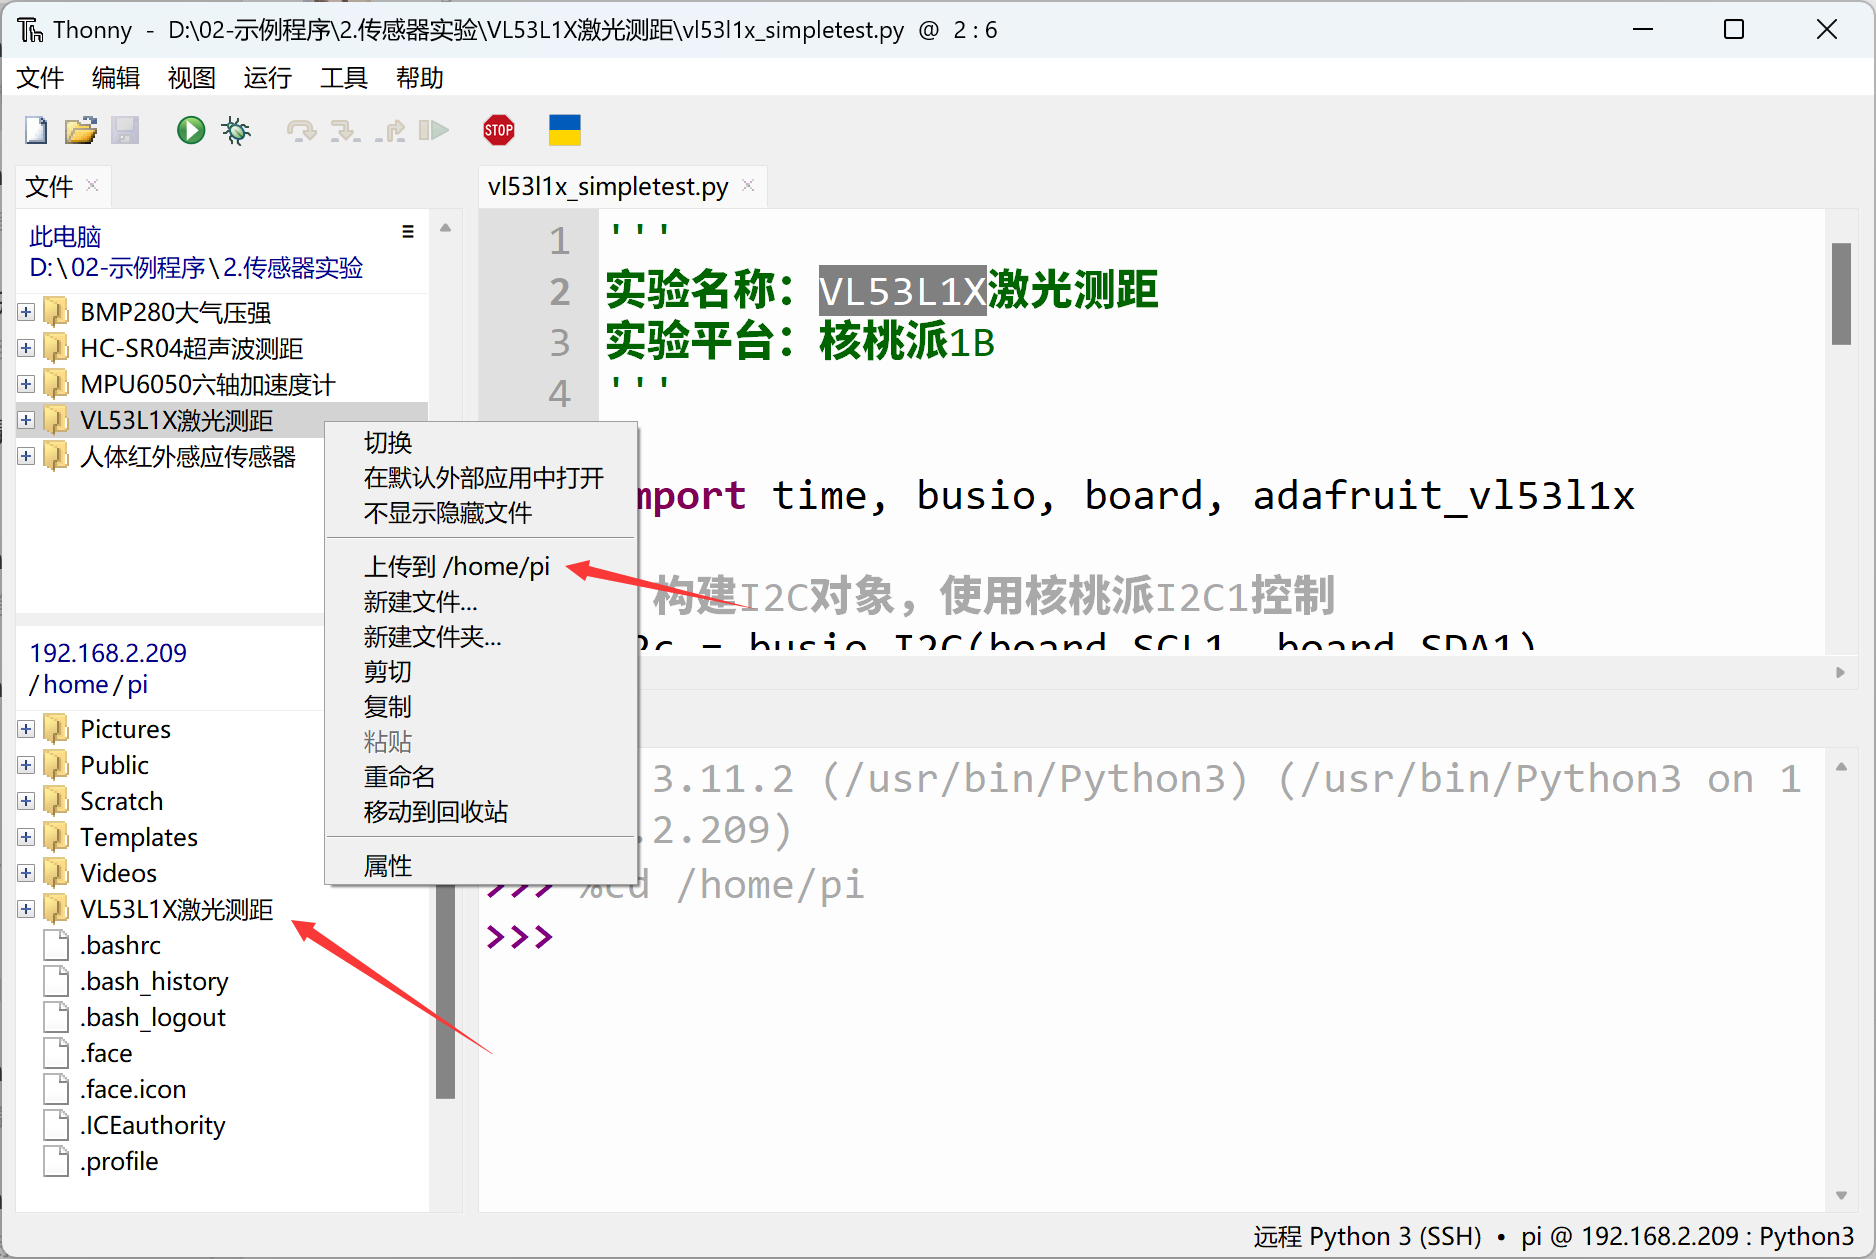 Thonny - D:\02-示例程序\2.传感器实验\VL53L1X激光测距\vl53l1x_simpletest.py @ 2 : 6
文件 编辑 视图 运行 工具 帮助
STOP
文件
此电脑
D:\02-示例程序\2.传感器实验
BMP280大气压强
HC-SR04超声波测距
MPU6050六轴加速度计
VL53L1X激光测距
人体红外感应传感器
192.168.2.209
/home/pi
Pictures
Public
Scratch
Templates
Videos
VL53L1X激光测距
.bashrc
.bash_history
.bash_logout
.face
.face.icon
.ICEauthority
.profile
切换
在默认外部应用中打开
不显示隐藏文件
上传到 /home/pi
新建文件...
新建文件夹...
剪切
复制
粘贴
重命名
移动到回收站
属性
vl53l1x_simpletest.py
1 '''
2 实验名称：VL53L1X激光测距
3 实验平台：核桃派1B
4 '''
mport time, busio, board, adafruit_vl53l1x
构建I2C对象，使用核桃派I2C1控制
2c = busio.I2C(board.SCL1, board.SDA1)
3.11.2 (/usr/bin/Python3) (/usr/bin/Python3 on 1
.2.209)
>>> %cd /home/pi
>>>
远程 Python 3 (SSH) • pi @ 192.168.2.209 : Python3